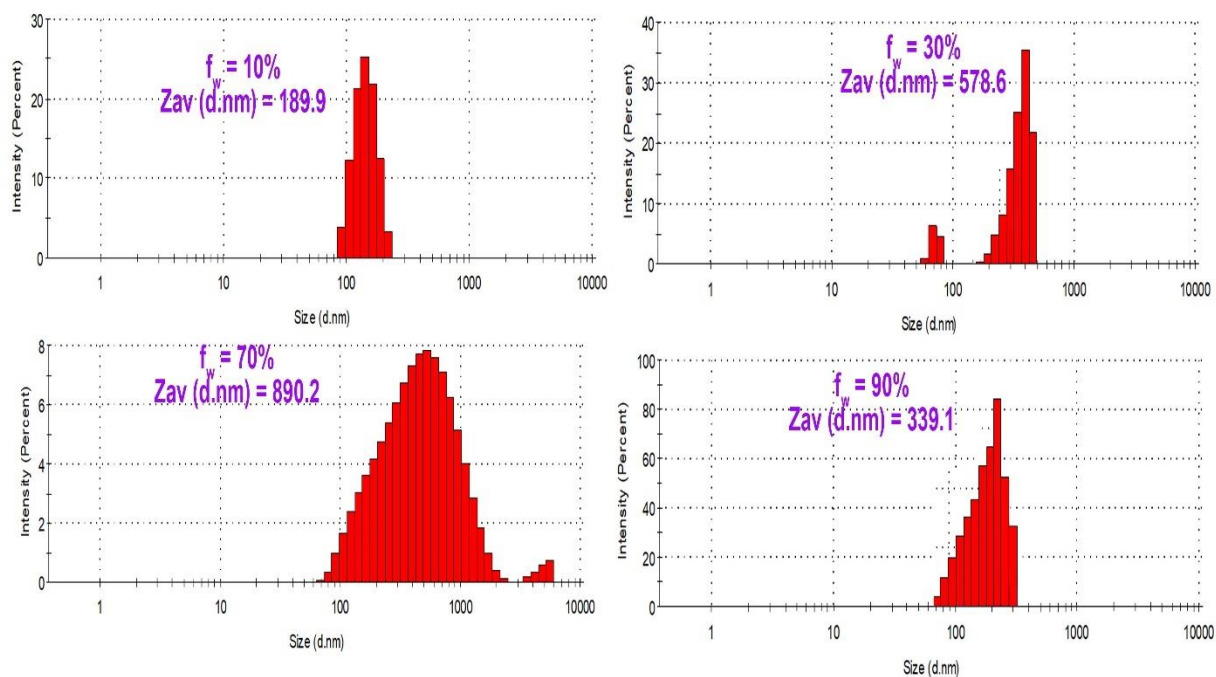 30
20
10
0
Intensity (Percent)
f_w = 10%
Zav (d.nm) = 189.9
1 10 100 1000 10000
Size (d.nm)
40
30
20
10
0
Intensity (Percent)
f_w = 30%
Zav (d.nm) = 578.6
1 10 100 1000 10000
Size (d.nm)
8
6
4
2
0
Intensity (Percent)
f_w = 70%
Zav (d.nm) = 890.2
1 10 100 1000 10000
Size (d.nm)
100
80
60
40
20
0
Intensity (Percent)
f_w = 90%
Zav (d.nm) = 339.1
1 10 100 1000 10000
Size (d.nm)